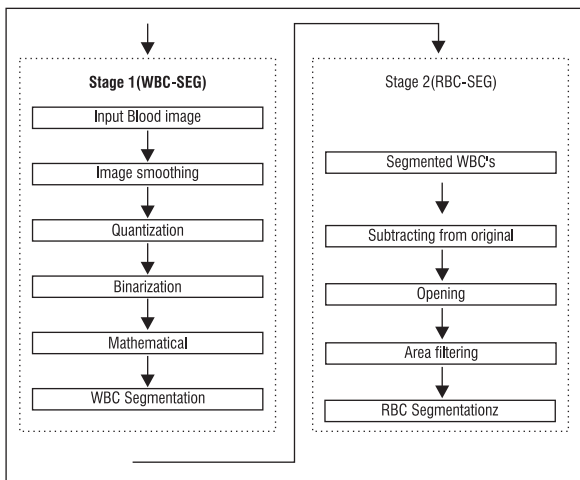 Stage 1(WBC-SEG)
Input Blood image
Image smoothing
Quantization
Binarization
Mathematical
WBC Segmentation
Stage 2(RBC-SEG)
Segmented WBC's
Subtracting from original
Opening
Area filtering
RBC Segmentationz